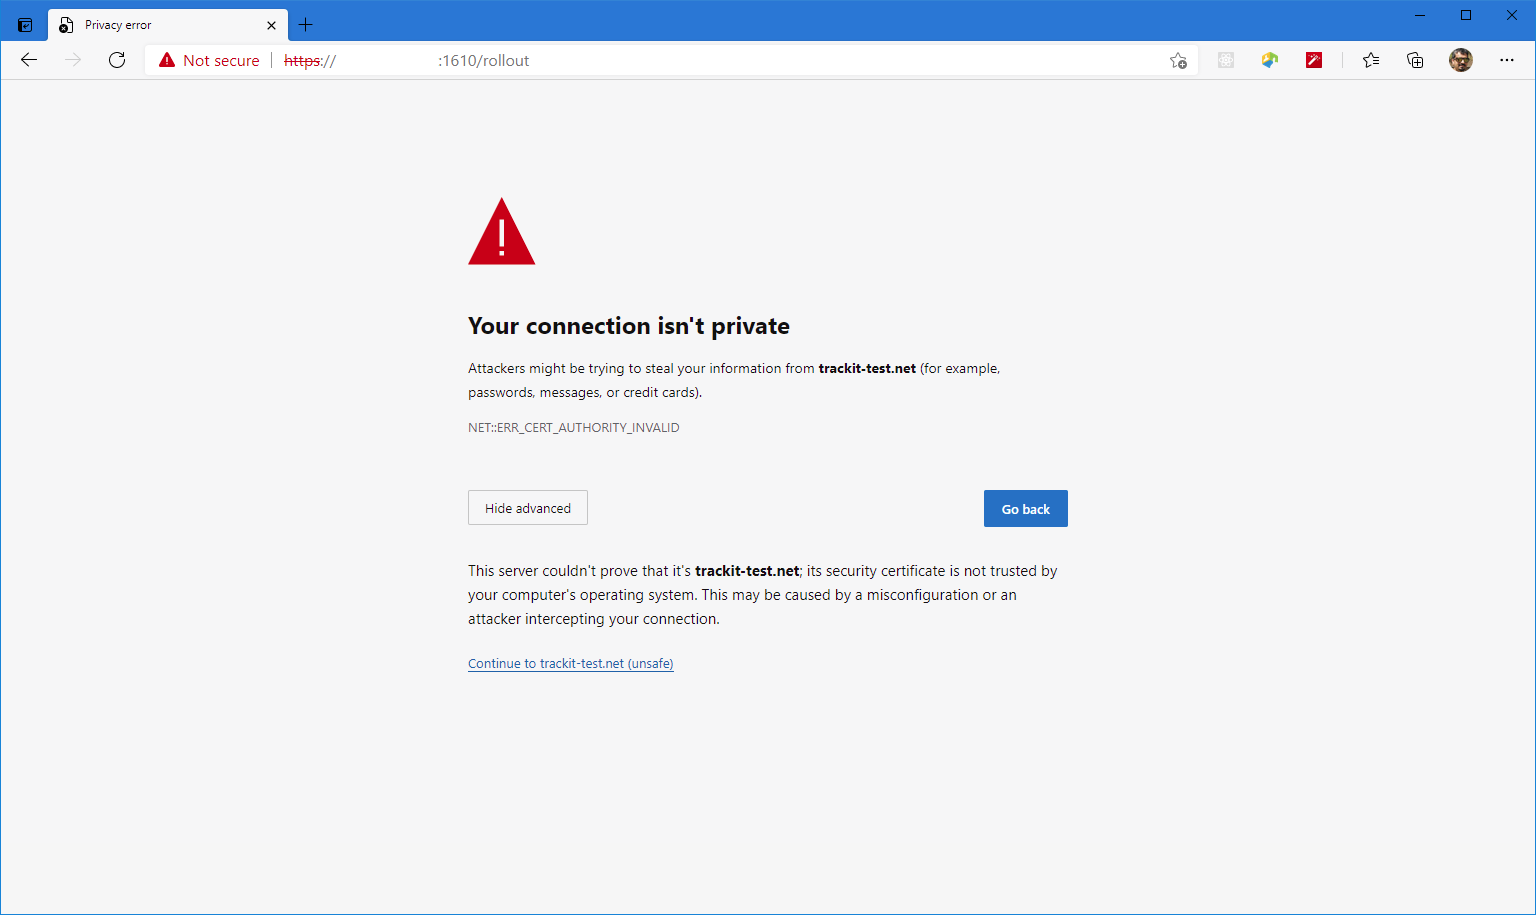 Privacy error
Not secure https:// :1610/rollout
Your connection isn't private
Attackers might be trying to steal your information from trackit-test.net (for example,
passwords, messages, or credit cards).
NET::ERR_CERT_AUTHORITY_INVALID
Hide advanced
Go back
This server couldn't prove that it's trackit-test.net; its security certificate is not trusted by
your computer's operating system. This may be caused by a misconfiguration or an
attacker intercepting your connection.
Continue to trackit-test.net (unsafe)